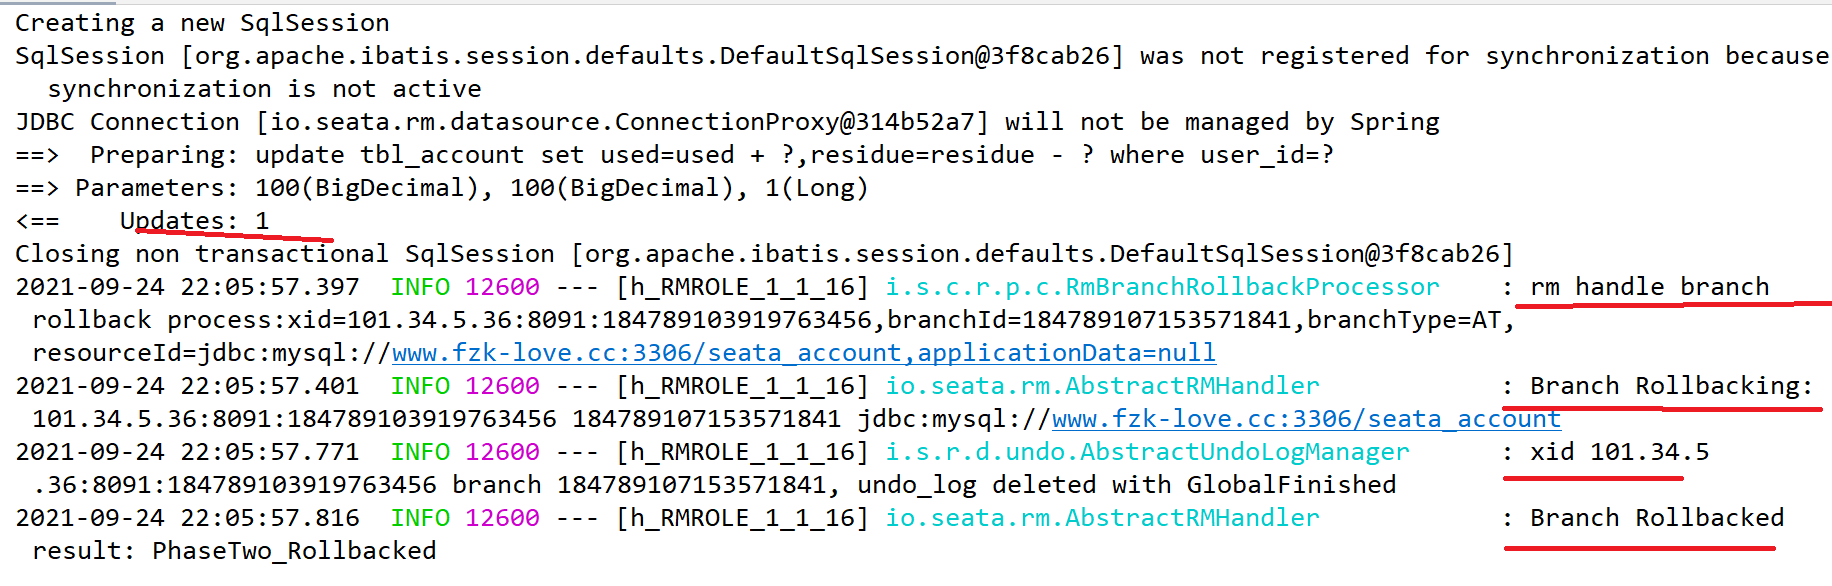 Creating a new SqlSession
SqlSession [org.apache.ibatis.session.defaults.DefaultSqlSession@3f8cab26] was not registered for synchronization because
synchronization is not active
JDBC Connection [io.seata.rm.datasource.ConnectionProxy@314b52a7] will not be managed by Spring
==>  Preparing: update tbl_account set used=used + ?,residue=residue - ? where user_id=?
==> Parameters: 100(BigDecimal), 100(BigDecimal), 1(Long)
<==    Updates: 1
Closing non transactional SqlSession [org.apache.ibatis.session.defaults.DefaultSqlSession@3f8cab26]
2021-09-24 22:05:57.397  INFO 12600 --- [h_RMROLE_1_1_16] i.s.c.r.p.c.RmBranchRollbackProcessor    : rm handle branch
rollback process:xid=101.34.5.36:8091:184789103919763456,branchId=184789107153571841,branchType=AT,
resourceId=jdbc:mysql://www.fzk-love.cc:3306/seata_account,applicationData=null
2021-09-24 22:05:57.401  INFO 12600 --- [h_RMROLE_1_1_16] io.seata.rm.AbstractRMHandler            : Branch Rollbacking:
101.34.5.36:8091:184789103919763456 184789107153571841 jdbc:mysql://www.fzk-love.cc:3306/seata_account
2021-09-24 22:05:57.771  INFO 12600 --- [h_RMROLE_1_1_16] i.s.r.d.undo.AbstractUndoLogManager      : xid 101.34.5
.36:8091:184789103919763456 branch 184789107153571841, undo_log deleted with GlobalFinished
2021-09-24 22:05:57.816  INFO 12600 --- [h_RMROLE_1_1_16] io.seata.rm.AbstractRMHandler            : Branch Rollbacked
result: PhaseTwo_Rollbacked